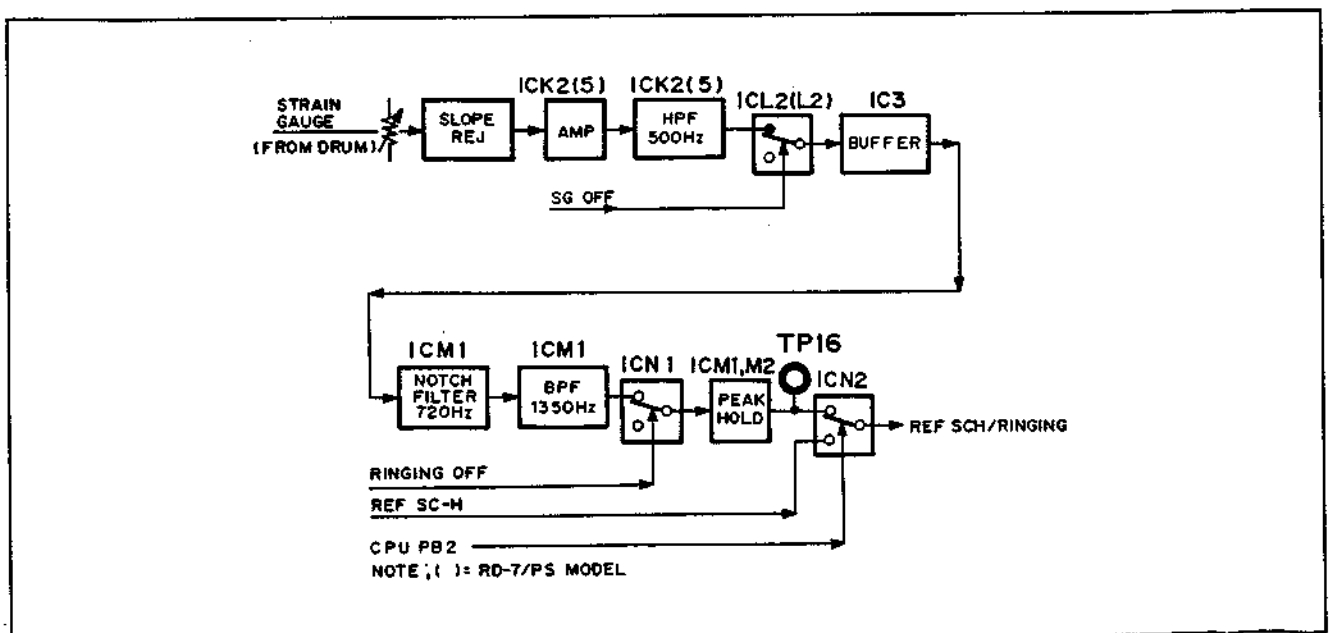 ICK2(5)
ICK2(5)
ICL2(L2)
IC3
STRAIN
GAUGE
(FROM DRUM)
SLOPE
REJ
AMP
HPF
500Hz
BUFFER
SG OFF
ICM1
ICM1
ICN1
ICM1,M2
TP16
ICN2
NOTCH
FILTER
720Hz
BPF
1350Hz
PEAK
HOLD
REF SCH/RINGING
RINGING OFF
REF SC-H
CPU PB2
NOTE;( )= RD-7/PS MODEL